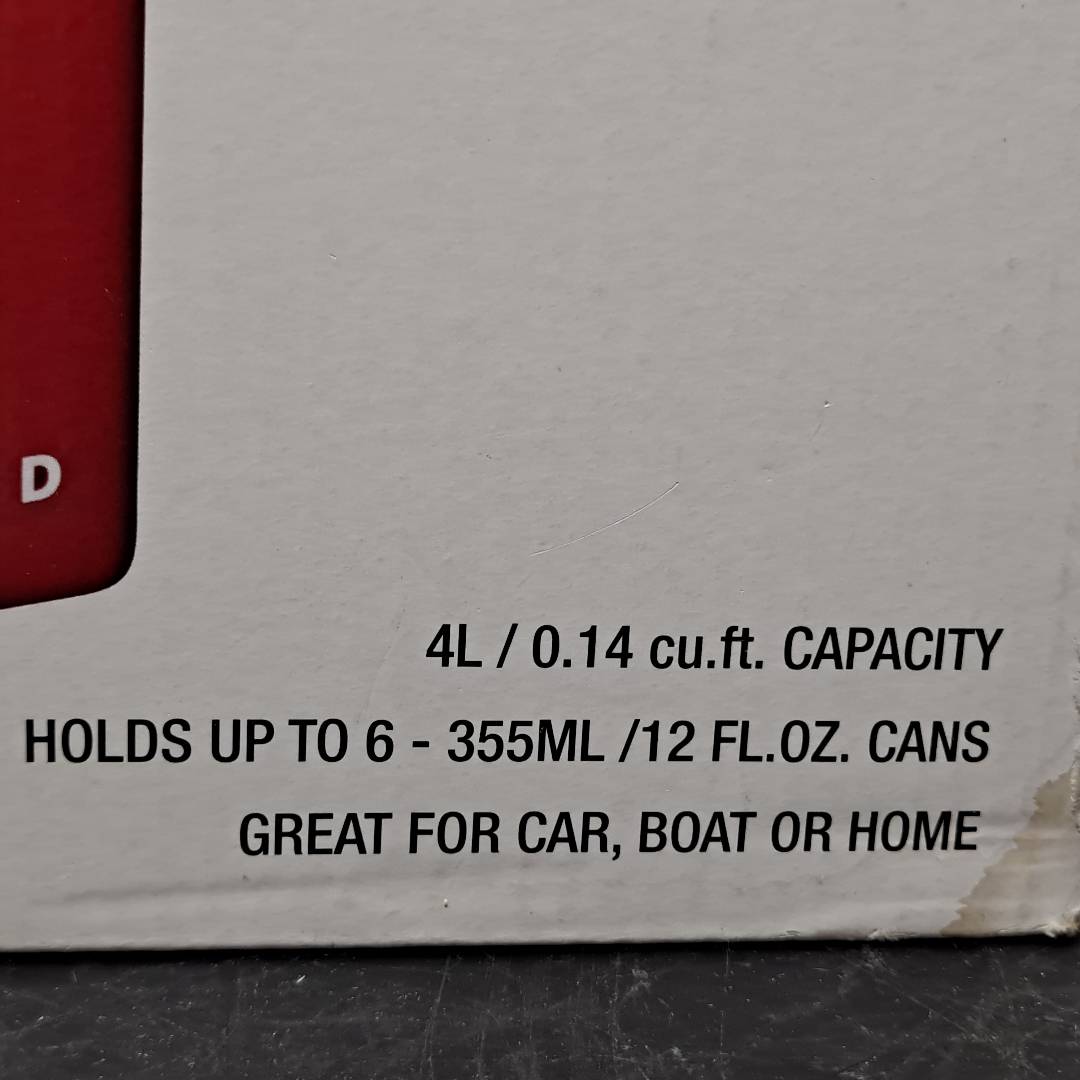 D
4L / 0.14 cu.ft. CAPACITY
HOLDS UP TO 6 - 355ML /12 FL.OZ. CANS
GREAT FOR CAR, BOAT OR HOME